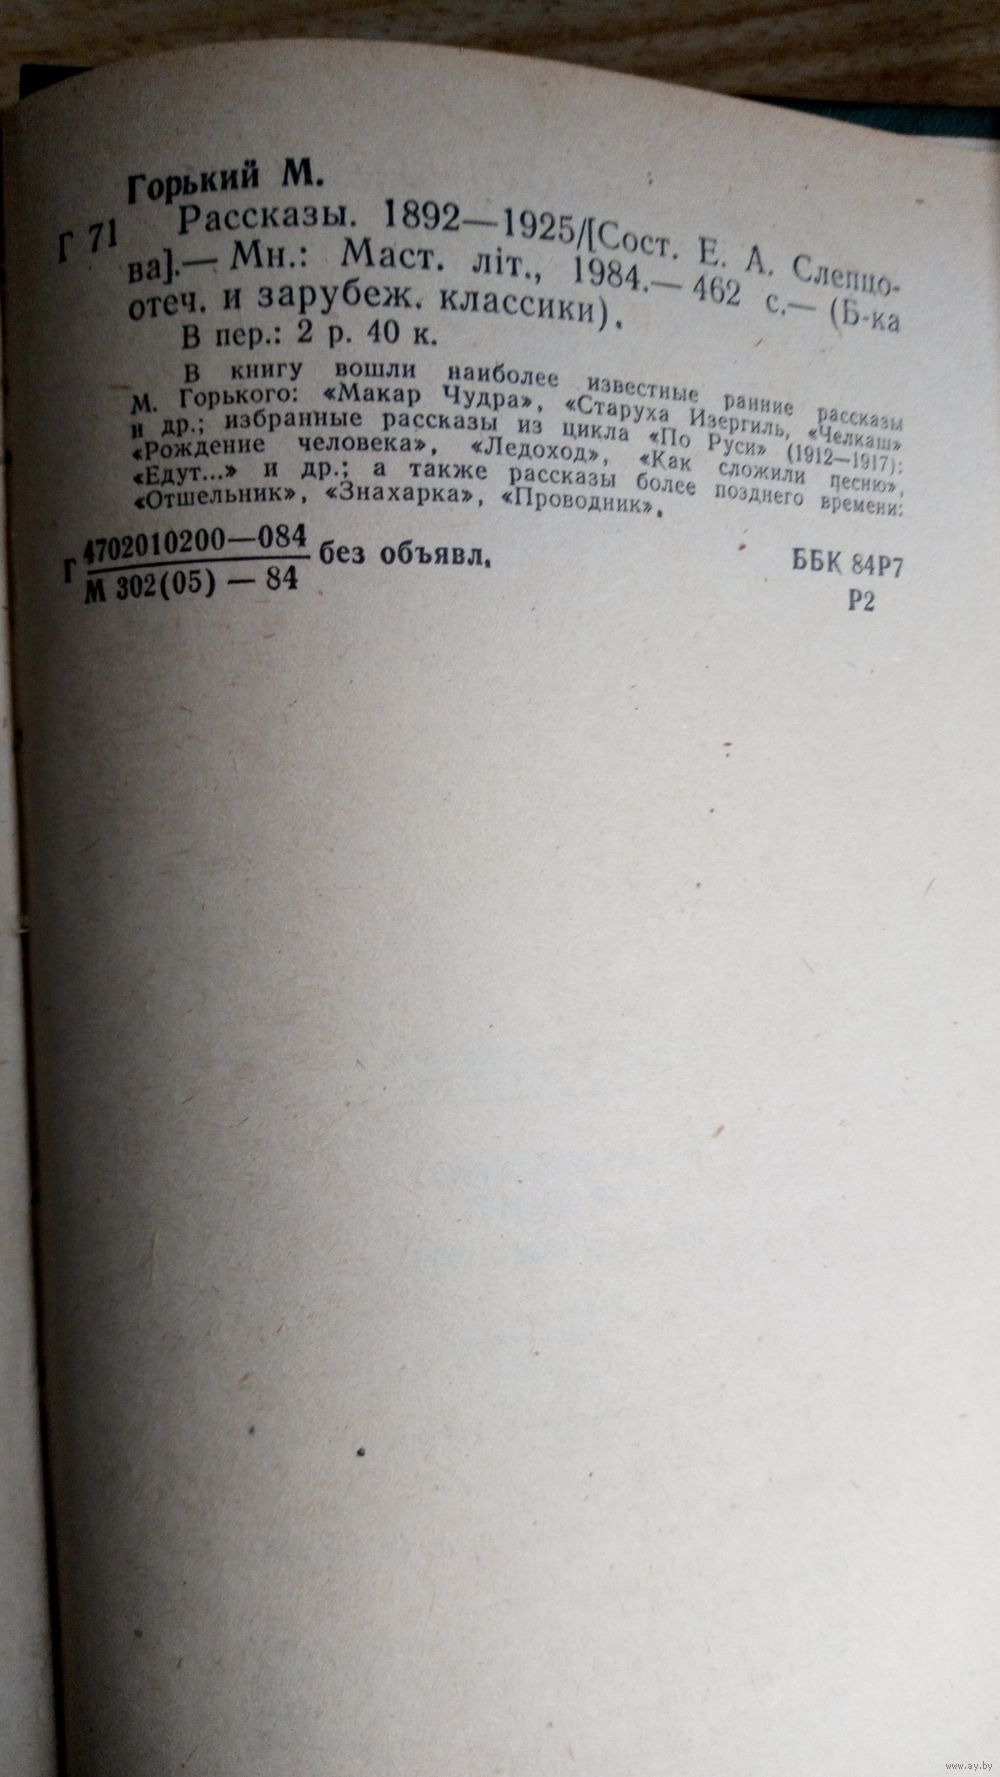 Горький М.
Г 71 Рассказы. 1892—1925/[Сост. Е. А. Слепцо-
ва].— Мн.: Маст. літ., 1984.— 462 с.— (Б-ка
отеч. и зарубеж. классики).
В пер.: 2 р. 40 к.
В книгу вошли наиболее известные ранние рассказы
М. Горького: «Макар Чудра», «Старуха Изергиль, «Челкаш»
и др.; избранные рассказы из цикла «По Руси» (1912—1917):
«Рождение человека», «Ледоход», «Как сложили песню»,
«Едут...» и др.; а также рассказы более позднего времени:
«Отшельник», «Знахарка», «Проводник».
Г 4702010200—084 без объявл.
М 302(05) — 84
ББК 84Р7
Р2
www.ay.by